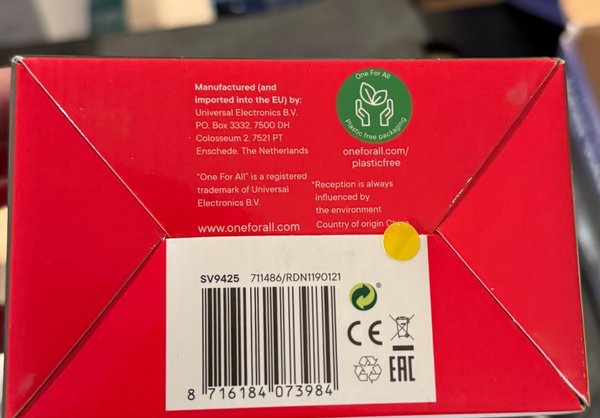 Manufactured (and
imported into the EU) by:
Universal Electronics B.V.
P.O. Box 3332, 7500 DH
Colosseum 2, 7521 PT
Enschede. The Netherlands
"One For All" is a registered
trademark of Universal
Electronics B.V.
www.oneforall.com
One For All
Plastic free packaging
oneforall.com/
plasticfree
*Reception is always
influenced by
the environment
Country of origin China
SV9425 711486/RDN1190121
®
CE
EAC
8 716184 073984